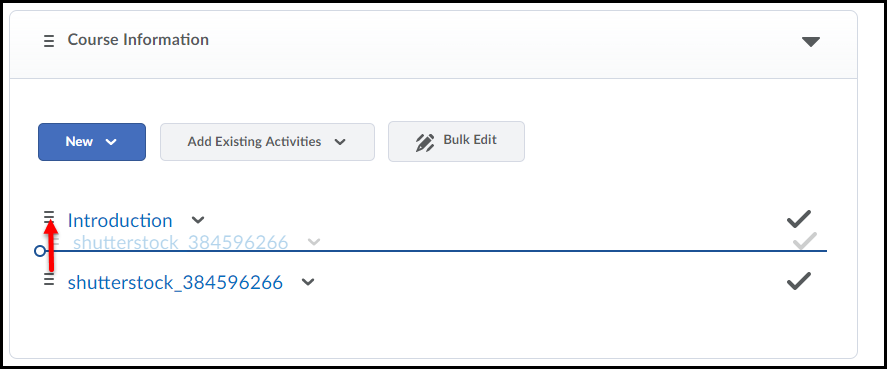 Course Information
New
Add Existing Activities
Bulk Edit
Introduction
shutterstock_384596266
shutterstock_384596266